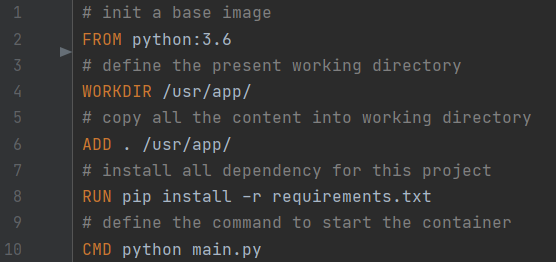 1 # init a base image
2 FROM python:3.6
3 # define the present working directory
4 WORKDIR /usr/app/
5 # copy all the content into working directory
6 ADD . /usr/app/
7 # install all dependency for this project
8 RUN pip install -r requirements.txt
9 # define the command to start the container
10 CMD python main.py